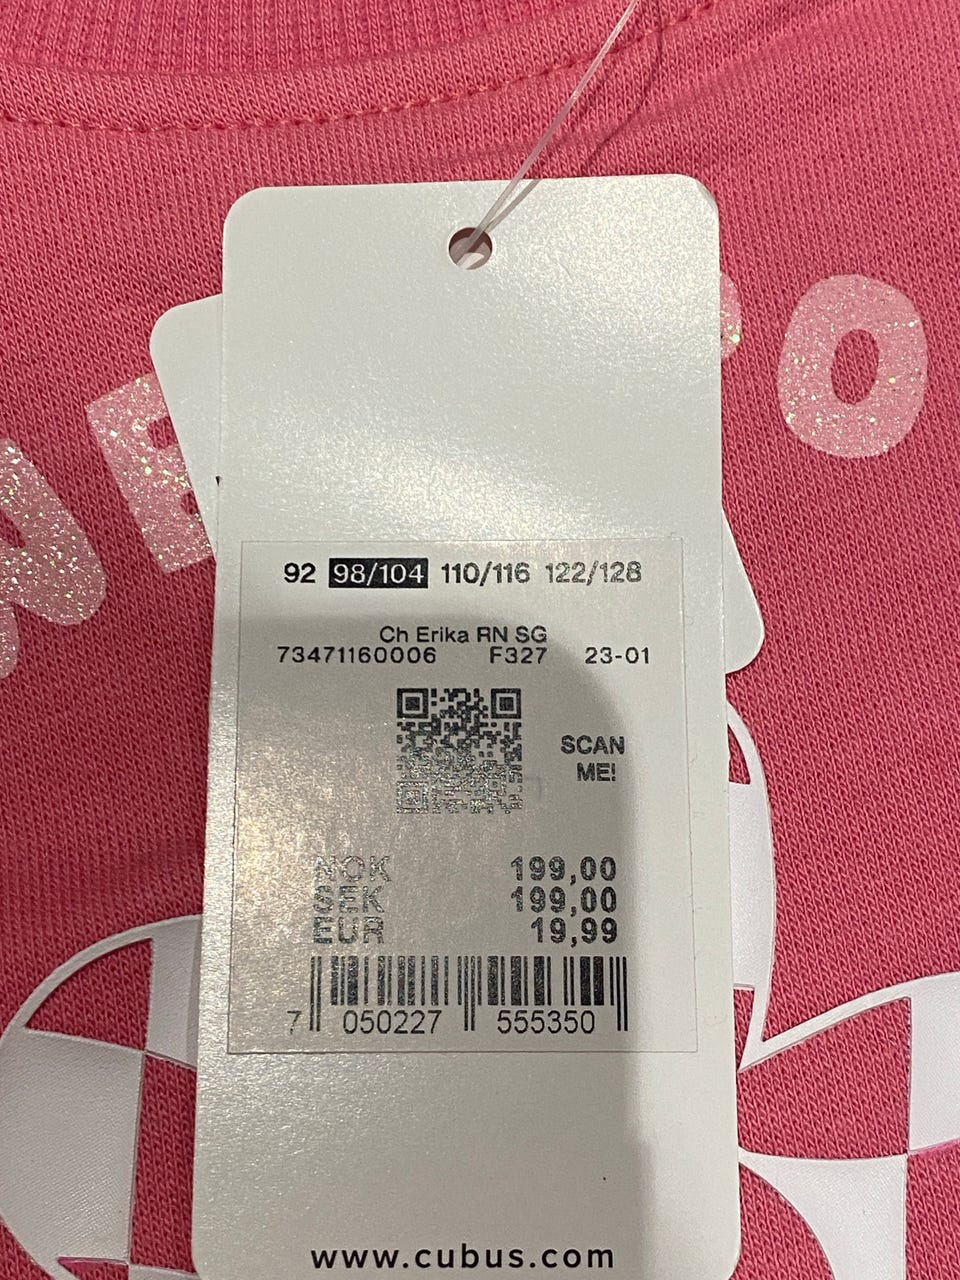 92 98/104 110/116 122/128
Ch Erika RN SG
73471160006 F327 23-01
SCAN
ME!
NOK 199,00
SEK 199,00
EUR 19,99
7 050227 555350
www.cubus.com